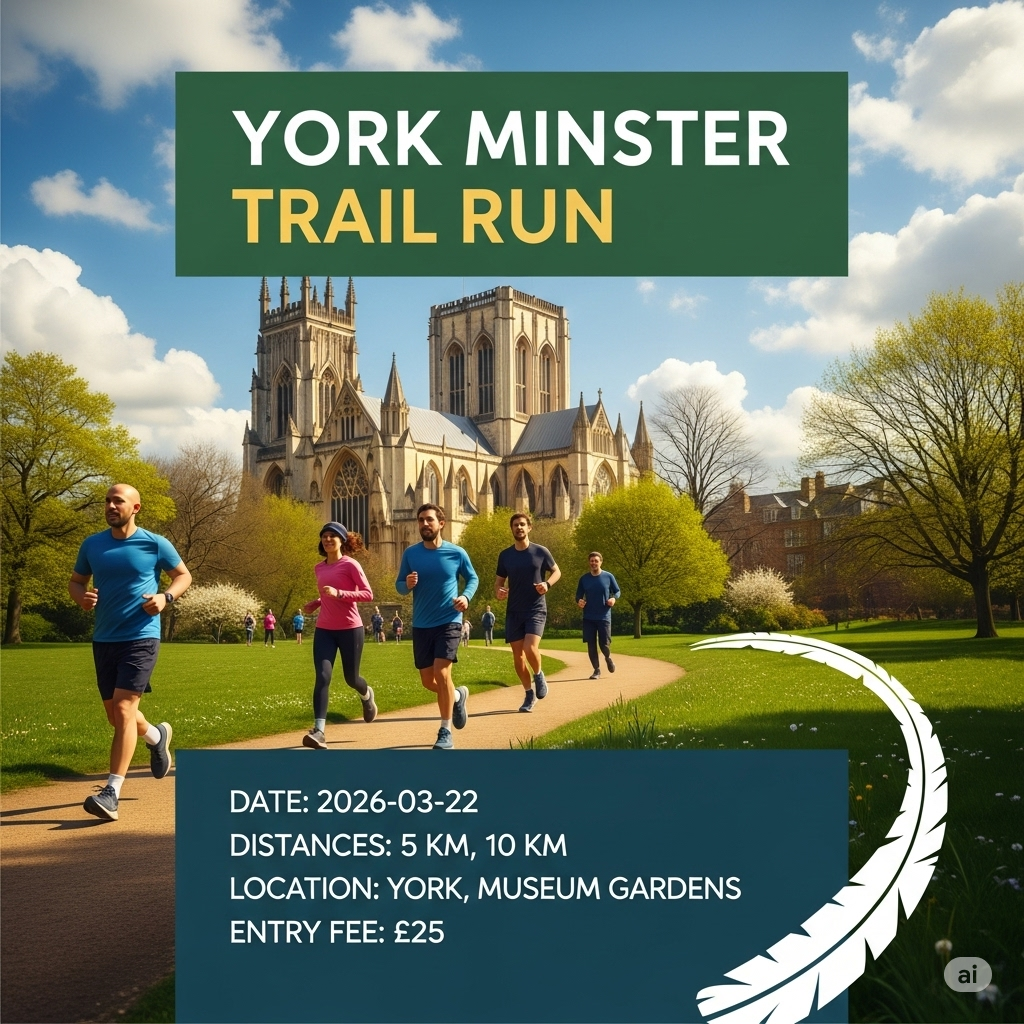 YORK MINSTER
TRAIL RUN
DATE: 2026-03-22
DISTANCES: 5 KM, 10 KM
LOCATION: YORK, MUSEUM GARDENS
ENTRY FEE: £25
ai